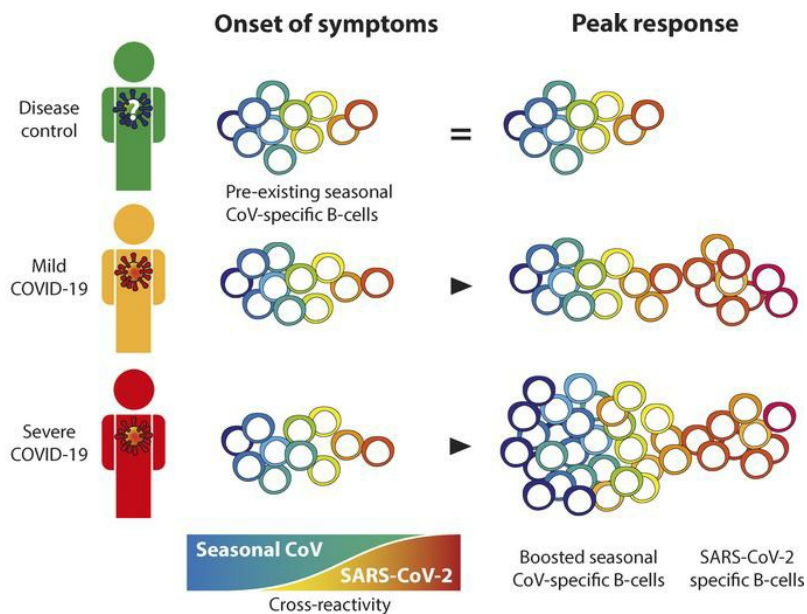 Onset of symptoms
Peak response
Disease
control
?
=
Pre-existing seasonal
CoV-specific B-cells
Mild
COVID-19
Severe
COVID-19
Seasonal CoV
SARS-CoV-2
Cross-reactivity
Boosted seasonal
CoV-specific B-cells
SARS-CoV-2
specific B-cells